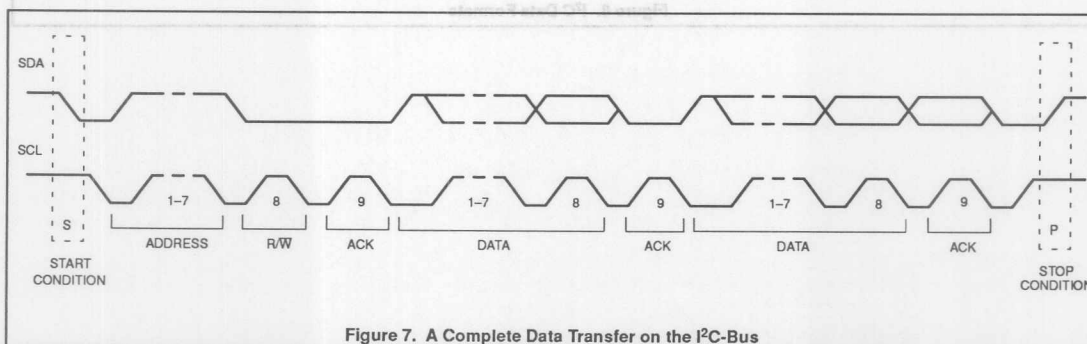 Figure 8. I²C Data Formats
SDA
SCL
S
1–7
8
9
1–7
8
9
1–7
8
9
P
ADDRESS
R/W̅
ACK
DATA
ACK
DATA
ACK
START
CONDITION
STOP
CONDITION
Figure 7. A Complete Data Transfer on the I²C-Bus